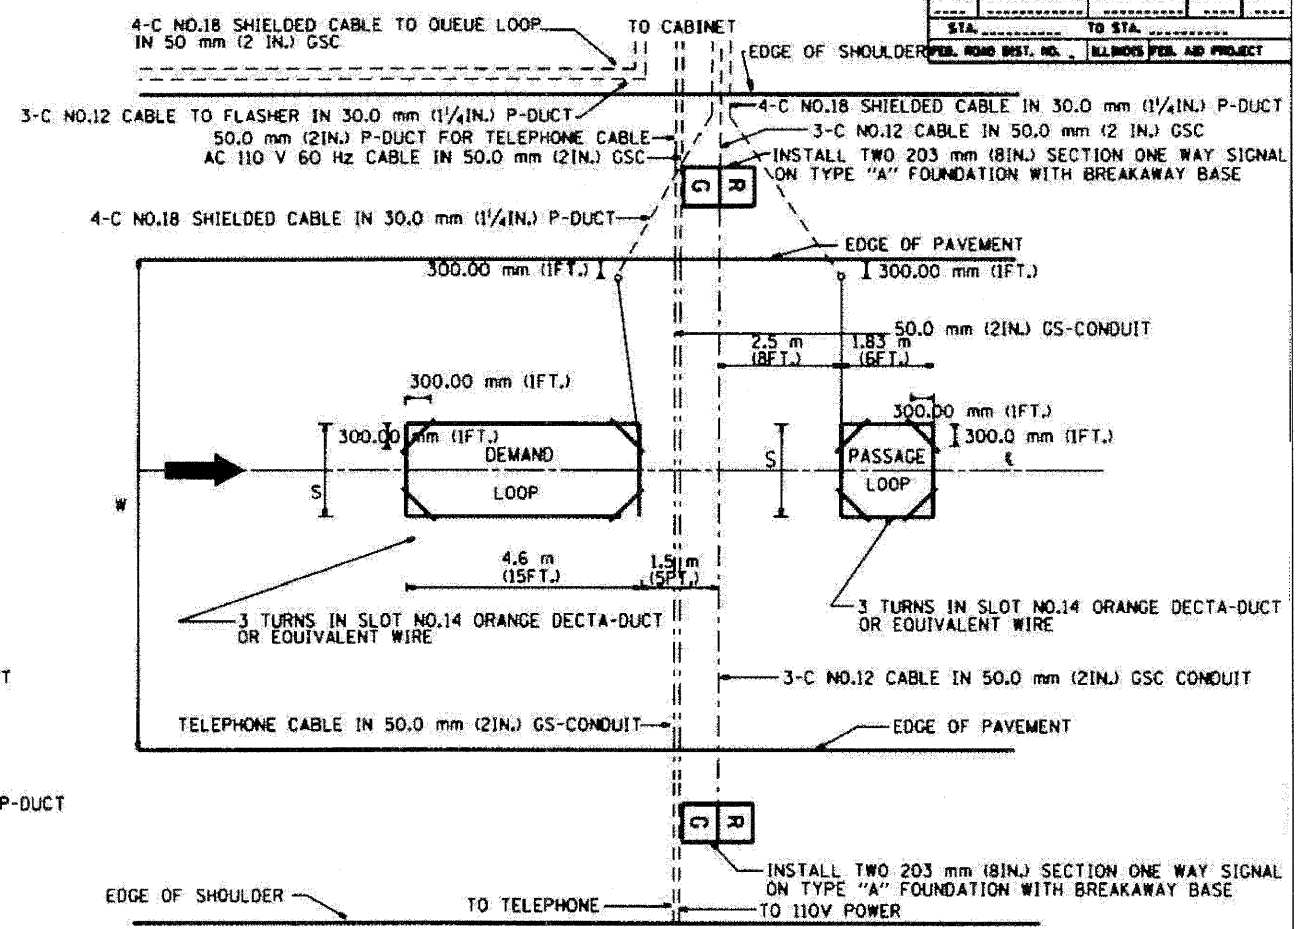 4-C NO.18 SHIELDED CABLE TO QUEUE LOOP
IN 50 mm (2 IN.) GSC
TO CABINET
STA. TO STA.
FED. ROAD DIST. NO. ILLINOIS FED. AID PROJECT
EDGE OF SHOULDER
3-C NO.12 CABLE TO FLASHER IN 30.0 mm (1 1/4IN.) P-DUCT
4-C NO.18 SHIELDED CABLE IN 30.0 mm (1 1/4IN.) P-DUCT
50.0 mm (2IN.) P-DUCT FOR TELEPHONE CABLE
3-C NO.12 CABLE IN 50.0 mm (2 IN.) GSC
AC 110 V 60 Hz CABLE IN 50.0 mm (2IN.) GSC
INSTALL TWO 203 mm (8IN.) SECTION ONE WAY SIGNAL
ON TYPE "A" FOUNDATION WITH BREAKAWAY BASE
G R
4-C NO.18 SHIELDED CABLE IN 30.0 mm (1 1/4IN.) P-DUCT
EDGE OF PAVEMENT
300.00 mm (1FT.)
300.00 mm (1FT.)
50.0 mm (2IN.) GS-CONDUIT
2.5 m
(8FT.)
1.83 m
(6FT.)
300.00 mm (1FT.)
300.00 mm (1FT.)
300.00 mm (1FT.)
300.0 mm (1FT.)
DEMAND
LOOP
S
S
PASSAGE
LOOP
℄
W
4.6 m
(15FT.)
1.5 m
(5FT.)
3 TURNS IN SLOT NO.14 ORANGE DECTA-DUCT
OR EQUIVALENT WIRE
3 TURNS IN SLOT NO.14 ORANGE DECTA-DUCT
OR EQUIVALENT WIRE
T
3-C NO.12 CABLE IN 50.0 mm (2IN.) GSC CONDUIT
TELEPHONE CABLE IN 50.0 mm (2IN.) GS-CONDUIT
EDGE OF PAVEMENT
P-DUCT
G R
INSTALL TWO 203 mm (8IN.) SECTION ONE WAY SIGNAL
ON TYPE "A" FOUNDATION WITH BREAKAWAY BASE
EDGE OF SHOULDER
TO TELEPHONE
TO 110V POWER